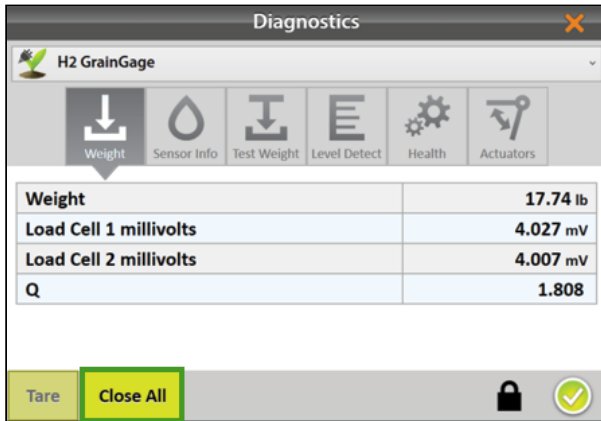 Diagnostics
H2 GrainGage
Weight
Sensor Info
Test Weight
Level Detect
Health
Actuators
Weight 17.74 lb
Load Cell 1 millivolts 4.027 mV
Load Cell 2 millivolts 4.007 mV
Q 1.808
Tare
Close All